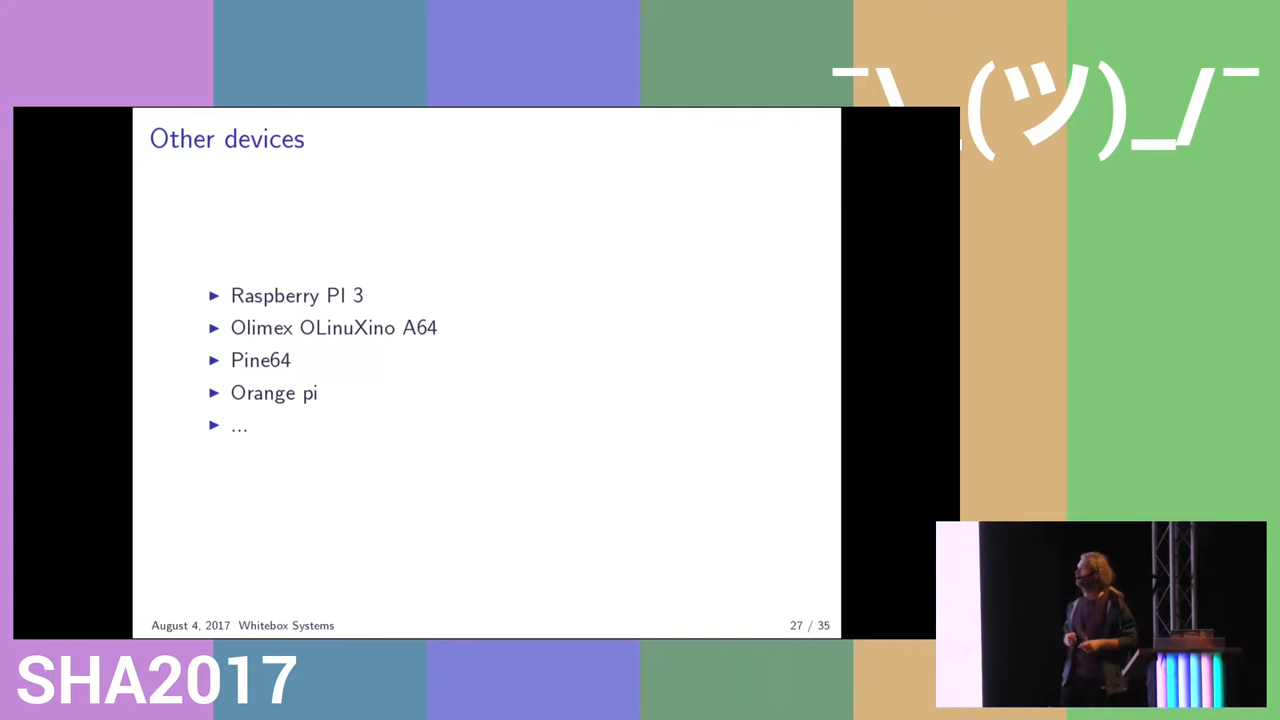 ¯\_(ツ)_/¯
Other devices
Raspberry PI 3
Olimex OLinuXino A64
Pine64
Orange pi
...
August 4, 2017 Whitebox Systems
27 / 35
SHA2017